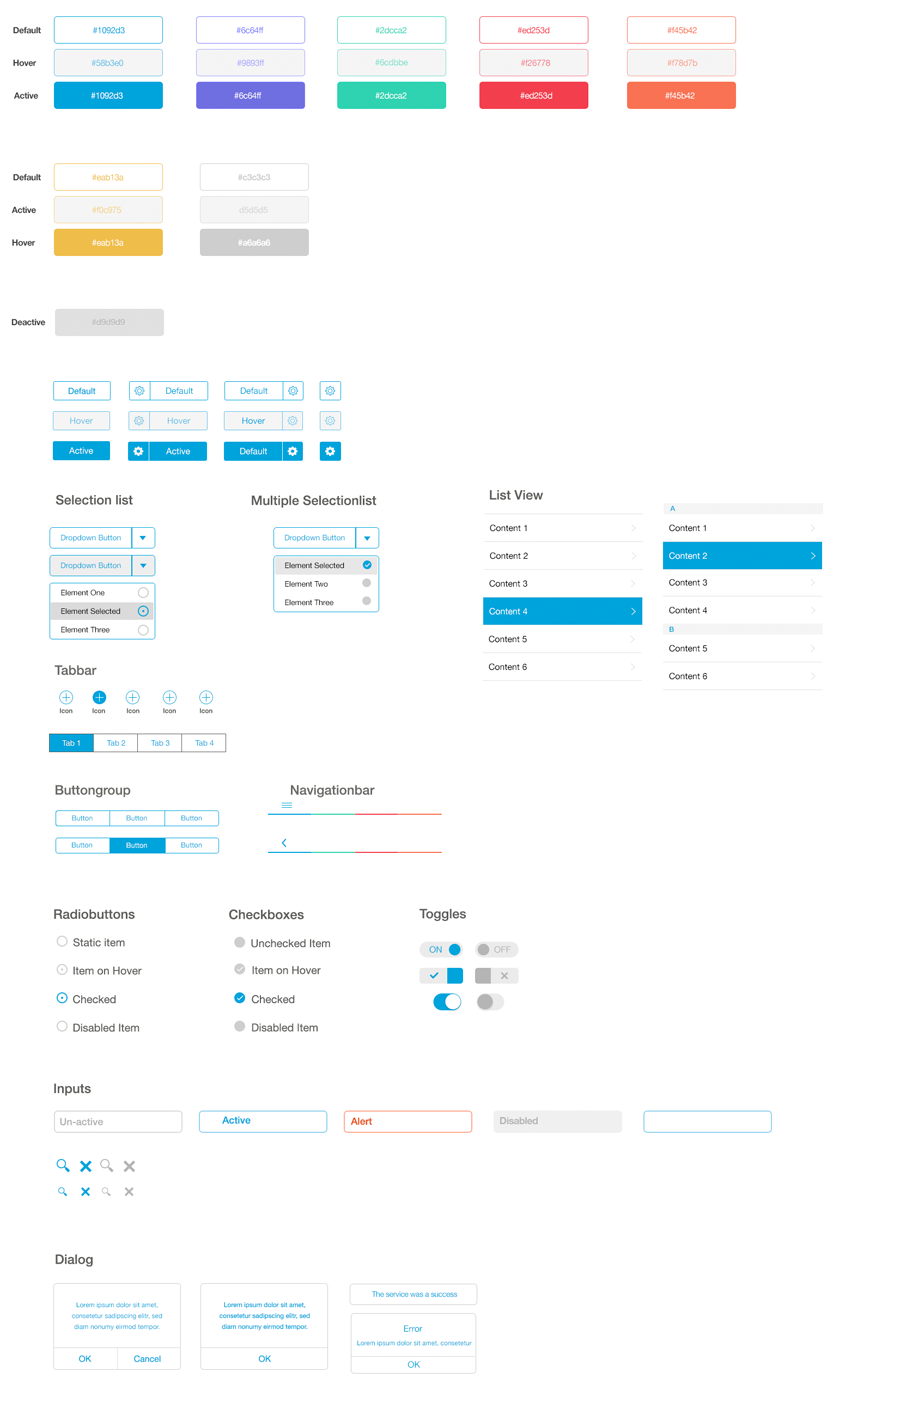 Default #1092d3 #6c64ff #2dcca2 #ed253d #f45b42
Hover #58b3e0 #9893ff #6cdbbe #f26778 #f78d7b
Active #1092d3 #6c64ff #2dcca2 #ed253d #f45b42
Default #eab13a #c3c3c3
Active #f0c975 d5d5d5
Hover #eab13a #a6a6a6
Deactive #d9d9d9
Default Default Default
Hover Hover Hover
Active Active Default
Selection list
Dropdown Button
Dropdown Button
Element One
Element Selected
Element Three
Multiple Selectionlist
Dropdown Button
Element Selected
Element Two
Element Three
List View
Content 1
Content 2
Content 3
Content 4
Content 5
Content 6
A
Content 1
Content 2
Content 3
Content 4
B
Content 5
Content 6
Tabbar
Icon Icon Icon Icon Icon
Tab 1 Tab 2 Tab 3 Tab 4
Buttongroup
Button Button Button
Button Button Button
Navigationbar
Radiobuttons
Static item
Item on Hover
Checked
Disabled Item
Checkboxes
Unchecked Item
Item on Hover
Checked
Disabled Item
Toggles
ON OFF
Inputs
Un-active Active Alert Disabled
Dialog
Lorem ipsum dolor sit amet,
consetetur sadipscing elitr, sed
diam nonumy eirmod tempor.
OK Cancel
Lorem ipsum dolor sit amet,
consetetur sadipscing elitr, sed
diam nonumy eirmod tempor.
OK
The service was a success
Error
Lorem ipsum dolor sit amet, consetetur
OK